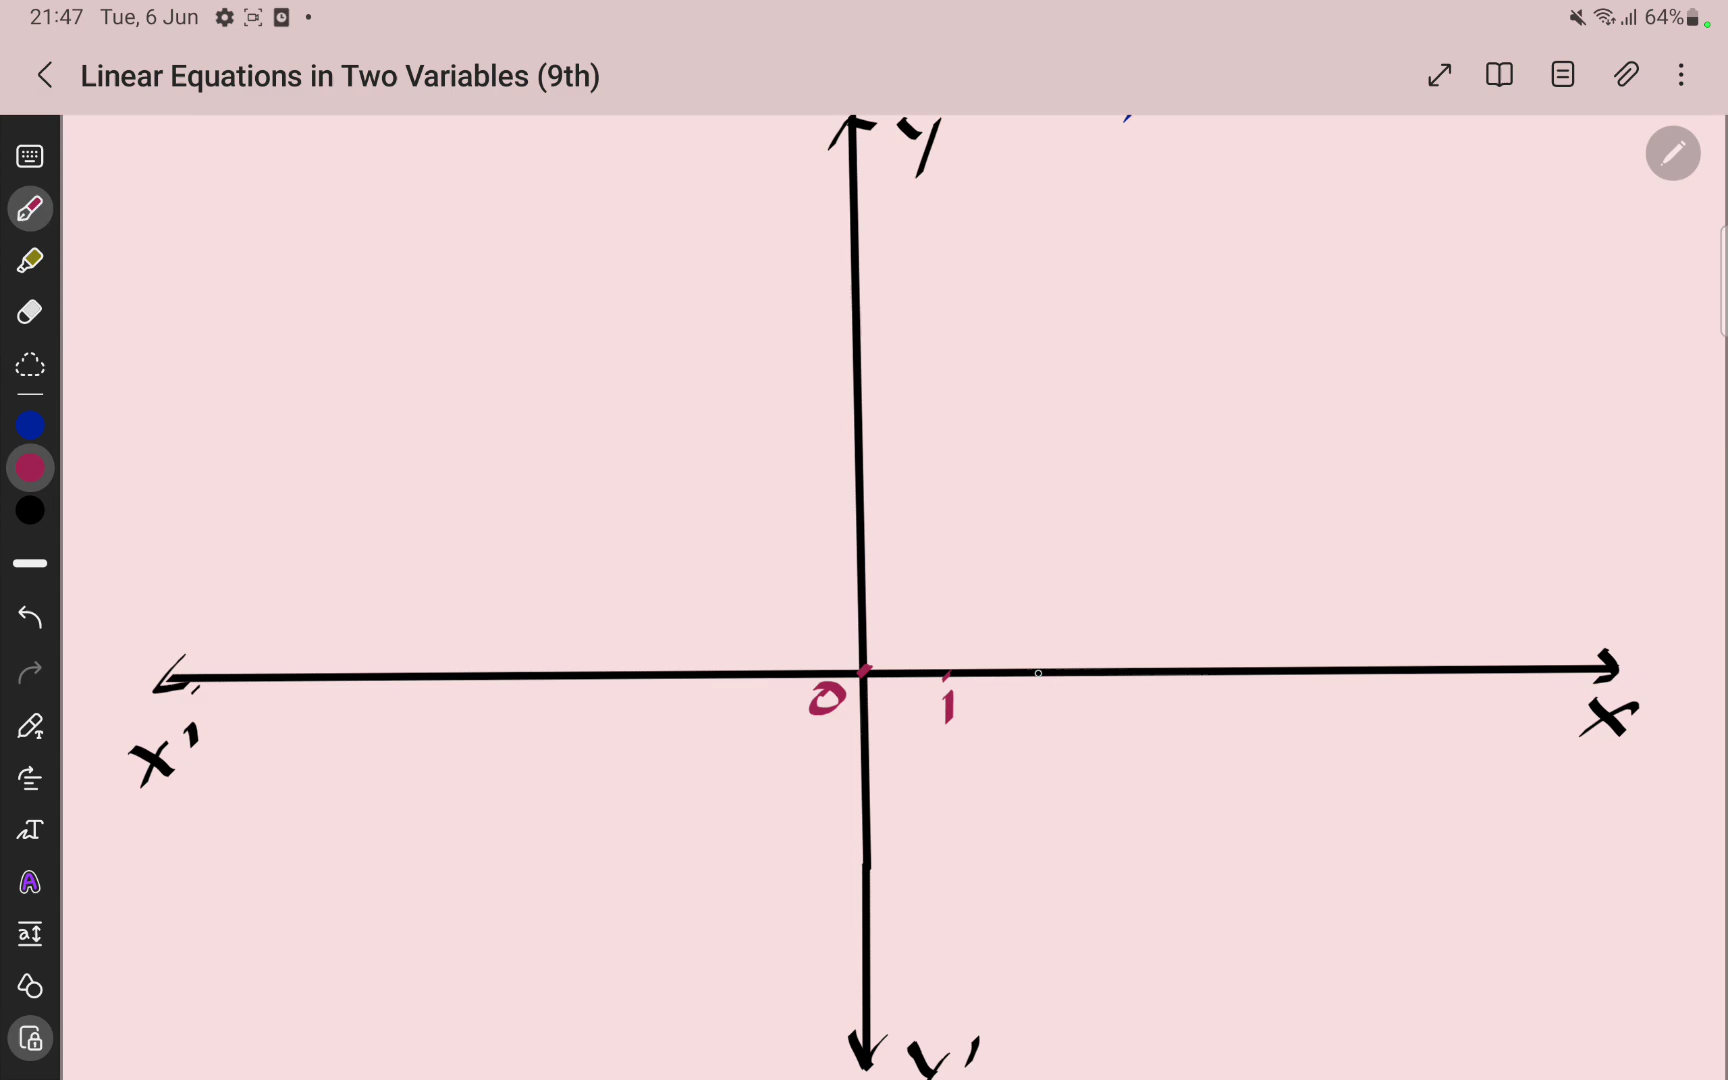 21:47 Tue, 6 Jun 64%
Linear Equations in Two Variables (9th)
y
0 1
x
x'
y'